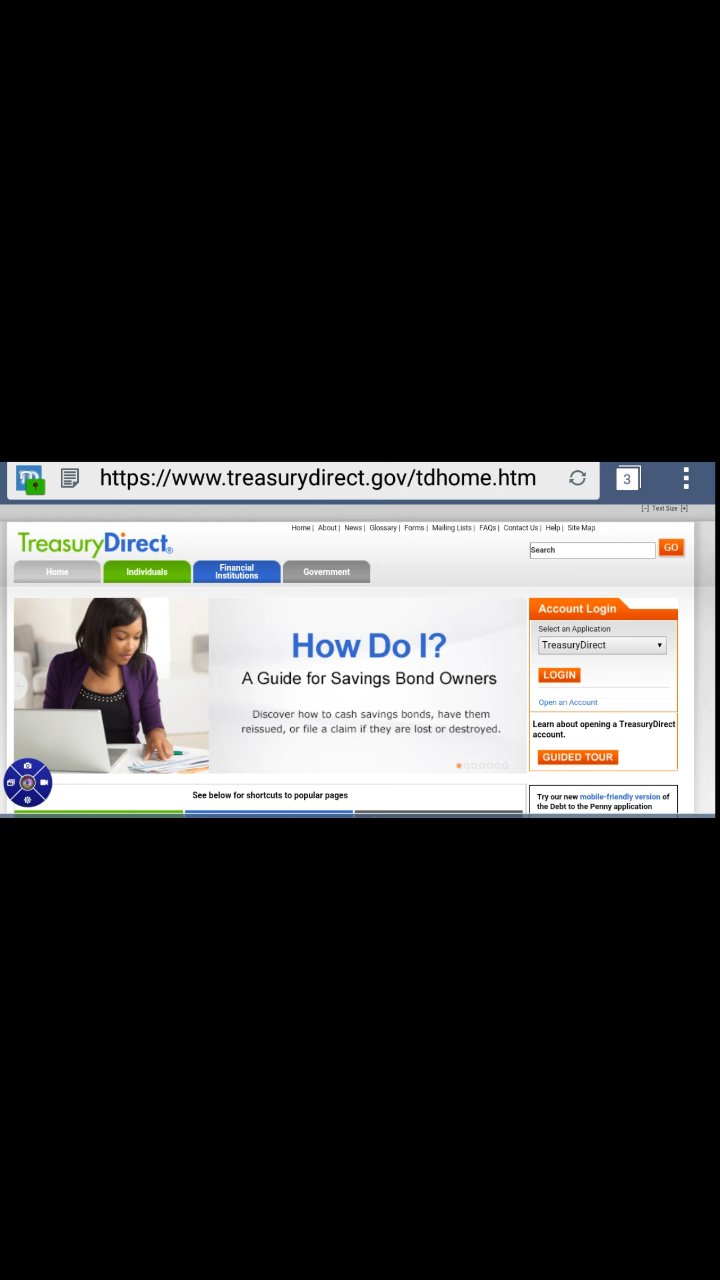 https://www.treasurydirect.gov/tdhome.htm
3
[-] Text Size [+]
Home | About | News | Glossary | Forms | Mailing Lists | FAQs | Contact Us | Help | Site Map
TreasuryDirect®
Search
GO
Home
Individuals
Financial
Institutions
Government
How Do I?
A Guide for Savings Bond Owners
Discover how to cash savings bonds, have them
reissued, or file a claim if they are lost or destroyed.
Account Login
Select an Application
TreasuryDirect
LOGIN
Open an Account
Learn about opening a TreasuryDirect
account.
GUIDED TOUR
See below for shortcuts to popular pages
Try our new mobile-friendly version of
the Debt to the Penny application